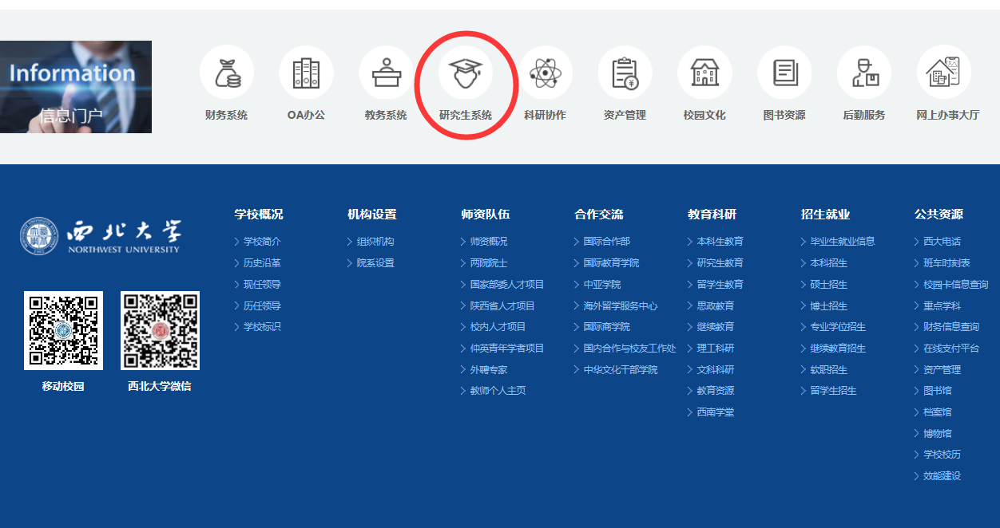 Information
信息门户
财务系统
OA办公
教务系统
研究生系统
科研协作
资产管理
校园文化
图书资源
后勤服务
网上办事大厅
西北大学
NORTHWEST UNIVERSITY
移动校园
西北大学微信
学校概况
学校简介
历史沿革
现任领导
历任领导
学校标识
机构设置
组织机构
院系设置
师资队伍
师资概况
两院院士
国家部委人才项目
陕西省人才项目
校内人才项目
仲英青年学者项目
外聘专家
教师个人主页
合作交流
国际合作部
国际教育学院
中亚学院
海外留学服务中心
国际商学院
国内合作与校友工作处
中华文化干部学院
教育科研
本科生教育
研究生教育
留学生教育
思政教育
继续教育
理工科研
文科科研
教育资源
西南学堂
招生就业
毕业生就业信息
本科招生
硕士招生
博士招生
专业学位招生
继续教育招生
软职招生
留学生招生
公共资源
西大电话
班车时刻表
校园卡信息查询
重点学科
财务信息查询
在线支付平台
资产管理
图书馆
档案馆
博物馆
学校校历
效能建设